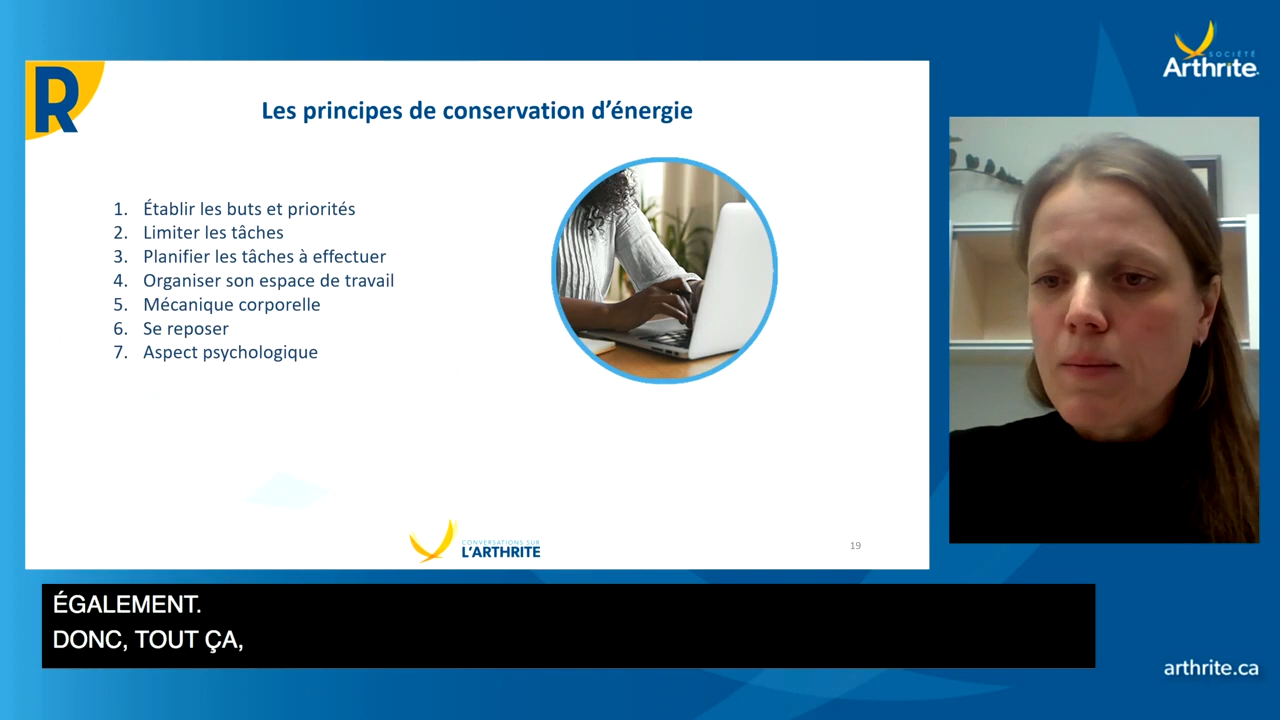 R
Les principes de conservation d’énergie
1. Établir les buts et priorités
2. Limiter les tâches
3. Planifier les tâches à effectuer
4. Organiser son espace de travail
5. Mécanique corporelle
6. Se reposer
7. Aspect psychologique
CONVERSATIONS SUR
L’ARTHRITE
19
SOCIÉTÉ
Arthrite
ÉGALEMENT.
DONC, TOUT ÇA,
arthrite.ca